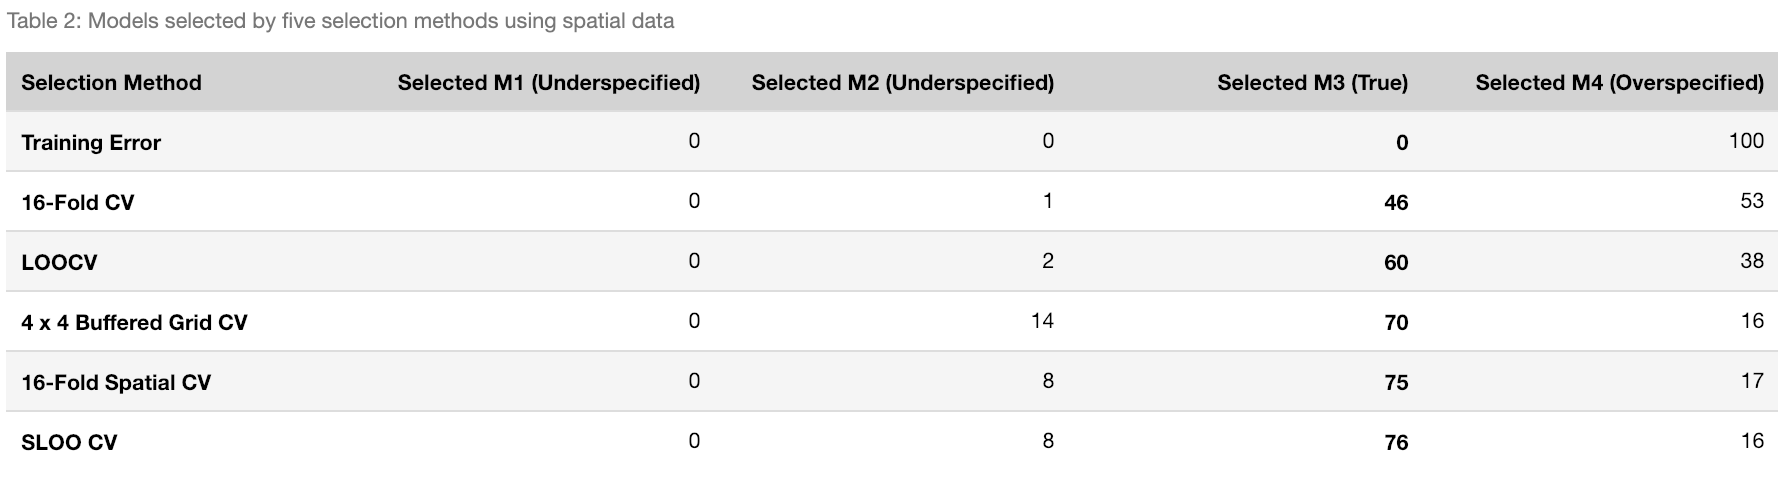 Table 2: Models selected by five selection methods using spatial data
Selection Method Selected M1 (Underspecified) Selected M2 (Underspecified) Selected M3 (True) Selected M4 (Overspecified)
Training Error 0 0 0 100
16-Fold CV 0 1 46 53
LOOCV 0 2 60 38
4 x 4 Buffered Grid CV 0 14 70 16
16-Fold Spatial CV 0 8 75 17
SLOO CV 0 8 76 16